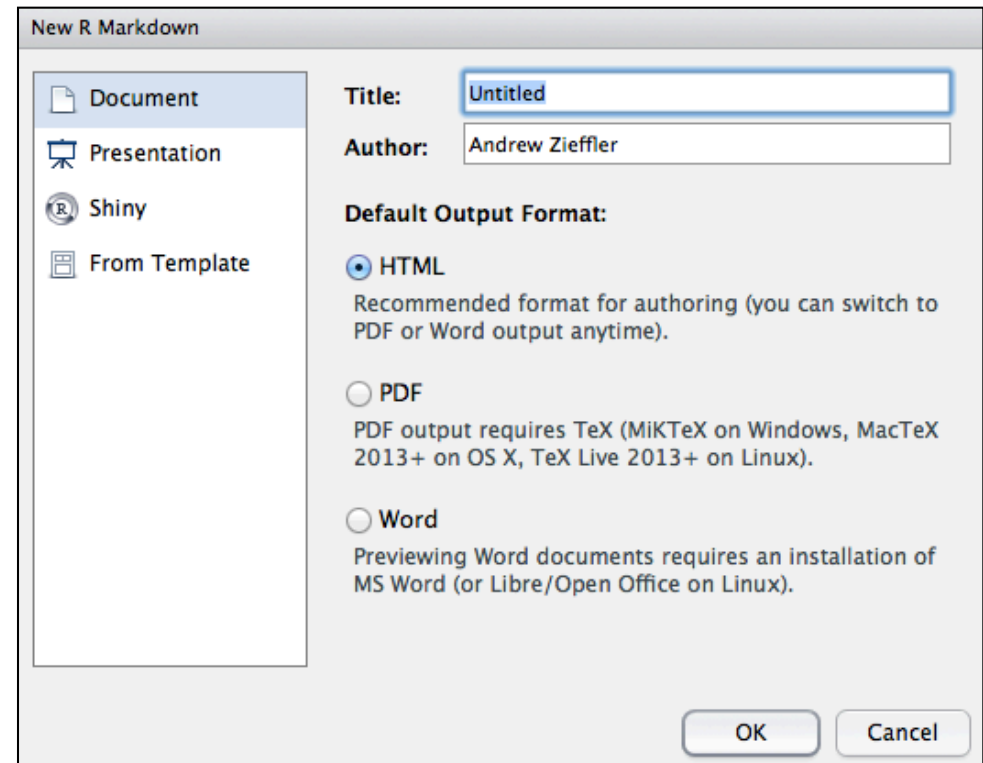 New R Markdown
Document
Presentation
Shiny
From Template
Title: Untitled
Author: Andrew Zieffler
Default Output Format:
HTML
Recommended format for authoring (you can switch to
PDF or Word output anytime).
PDF
PDF output requires TeX (MiKTeX on Windows, MacTeX
2013+ on OS X, TeX Live 2013+ on Linux).
Word
Previewing Word documents requires an installation of
MS Word (or Libre/Open Office on Linux).
OK Cancel